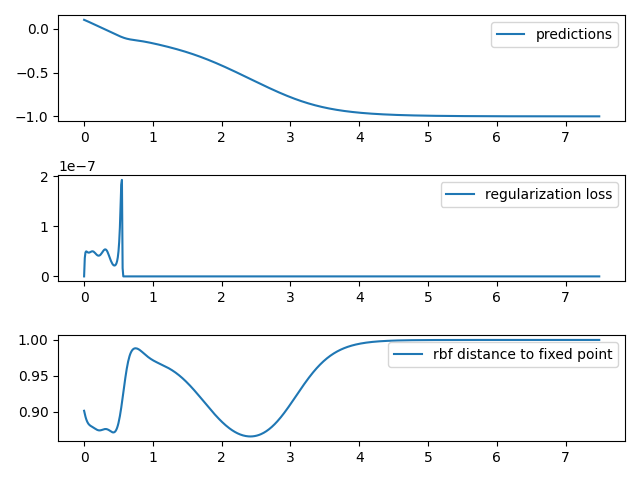 predictions
0.0
−0.5
−1.0
0 1 2 3 4 5 6 7
1e−7
regularization loss
2
1
0
0 1 2 3 4 5 6 7
rbf distance to fixed point
1.00
0.95
0.90
0 1 2 3 4 5 6 7